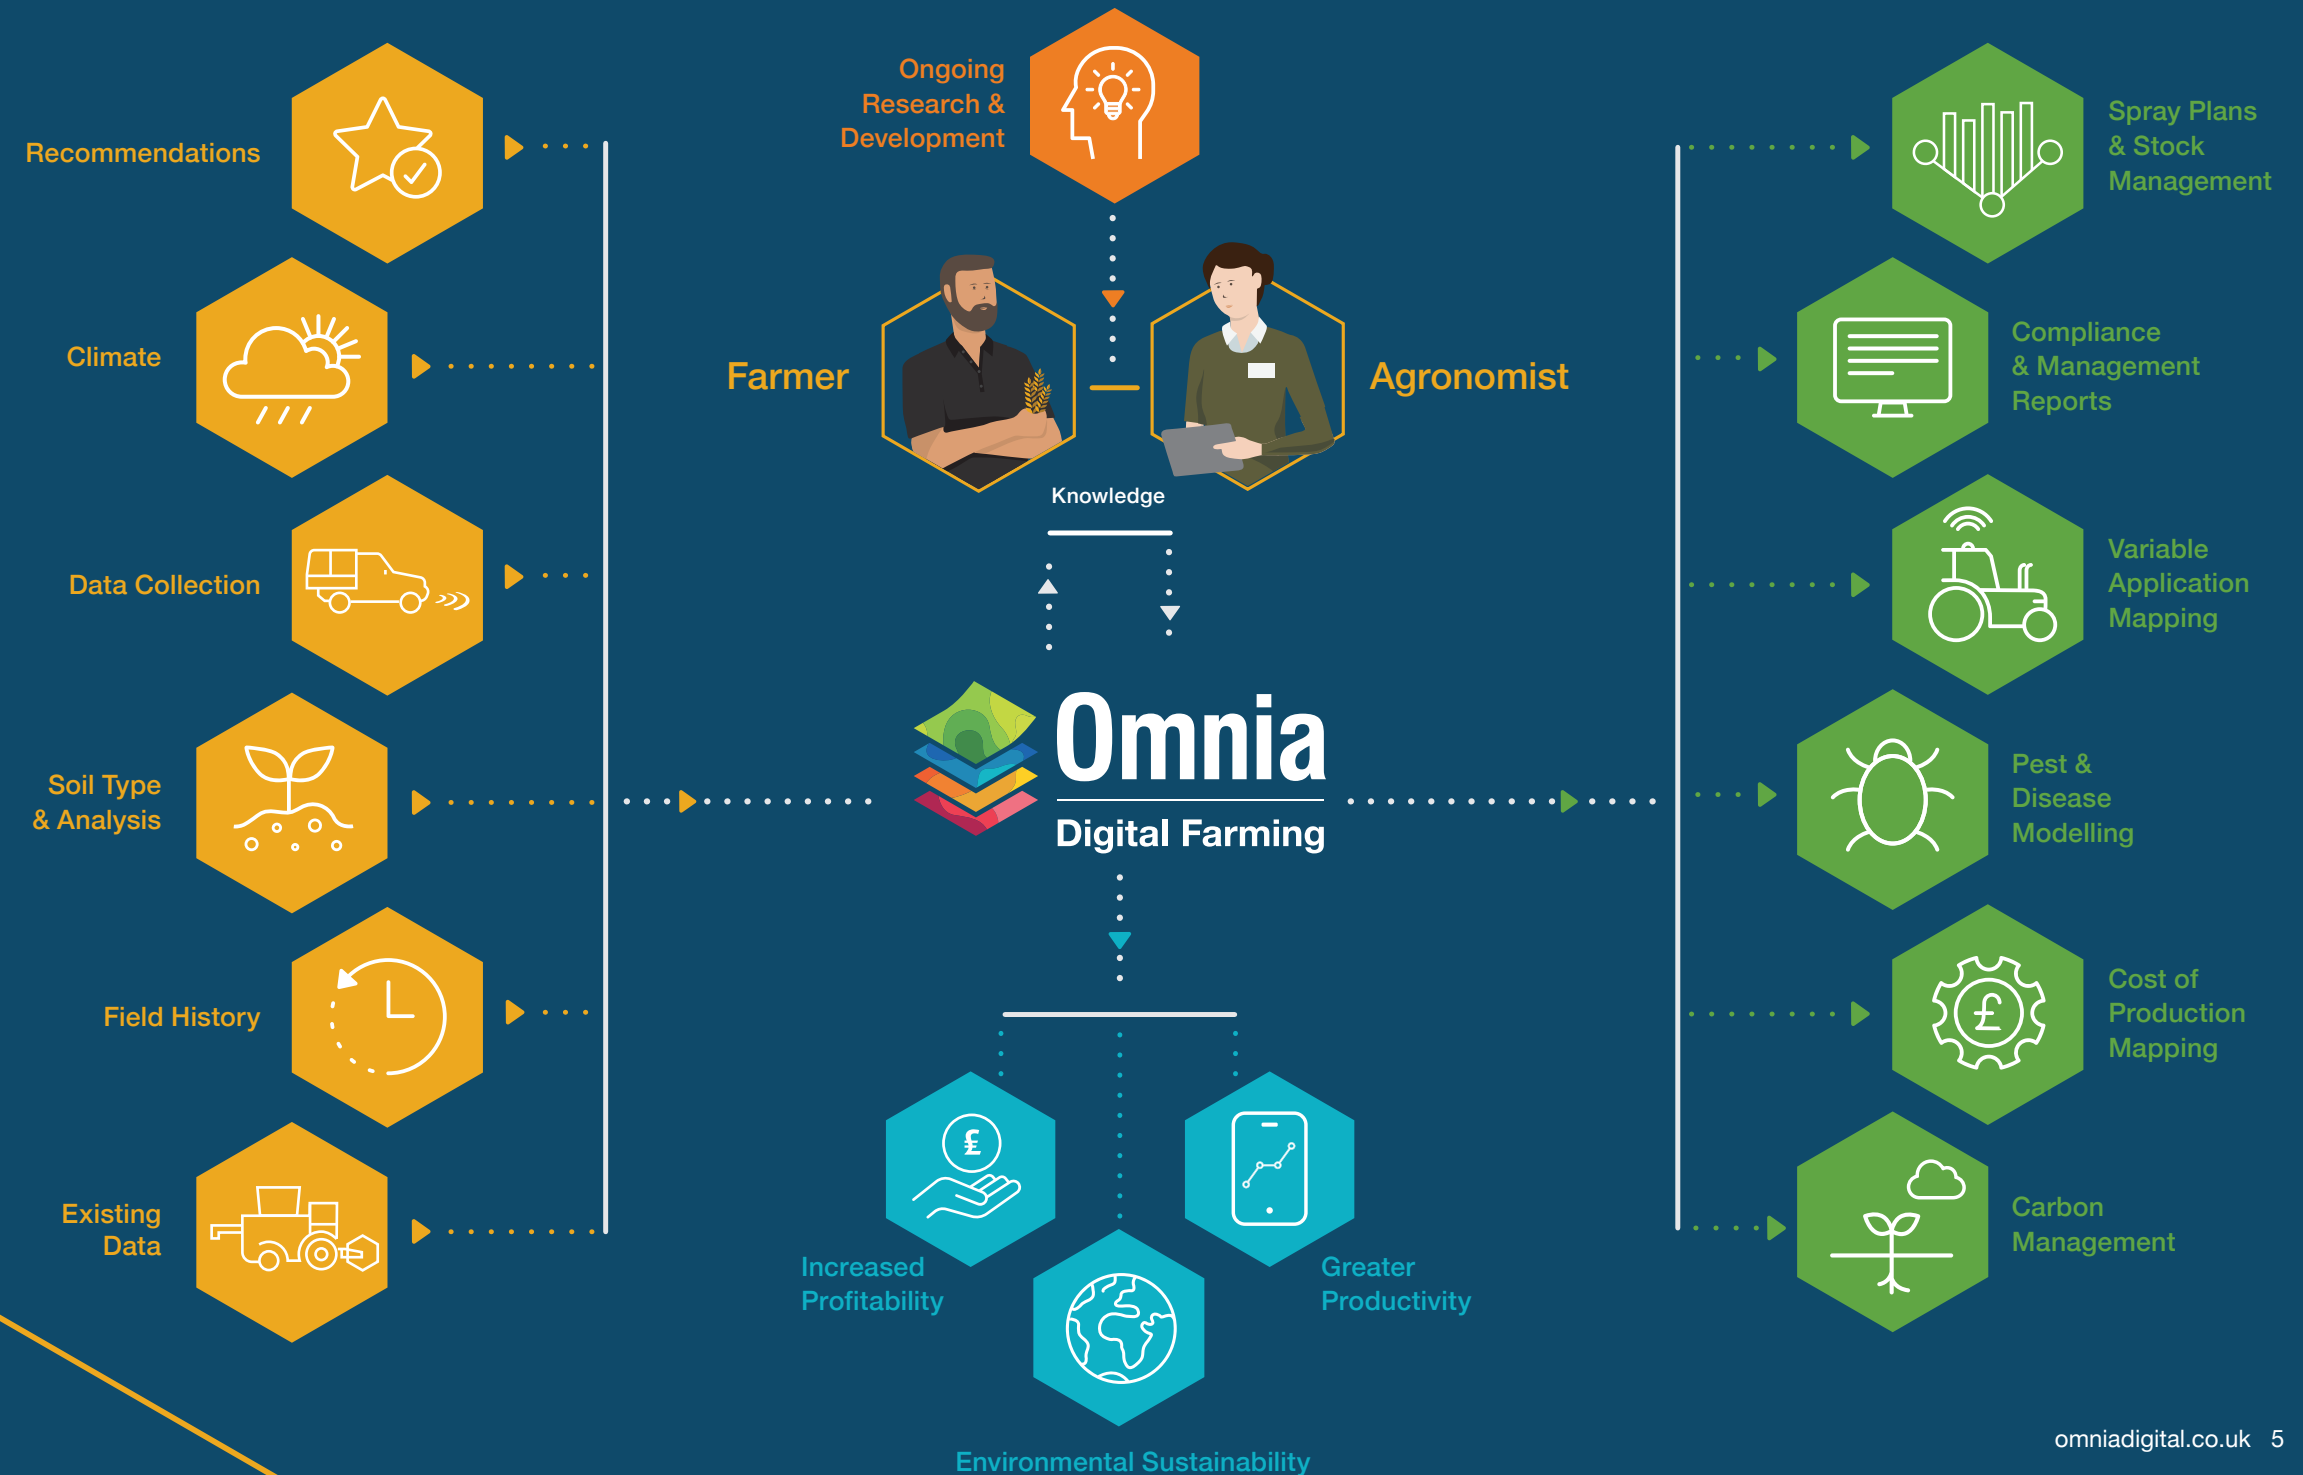 Recommendations
Climate
Data Collection
Soil Type
& Analysis
Field History
Existing
Data
Ongoing
Research &
Development
Farmer
Agronomist
Knowledge
Omnia
Digital Farming
£
Increased
Profitability
Greater
Productivity
Environmental Sustainability
Spray Plans
& Stock
Management
Compliance
& Management
Reports
Variable
Application
Mapping
Pest &
Disease
Modelling
£
Cost of
Production
Mapping
Carbon
Management
omniadigital.co.uk 5